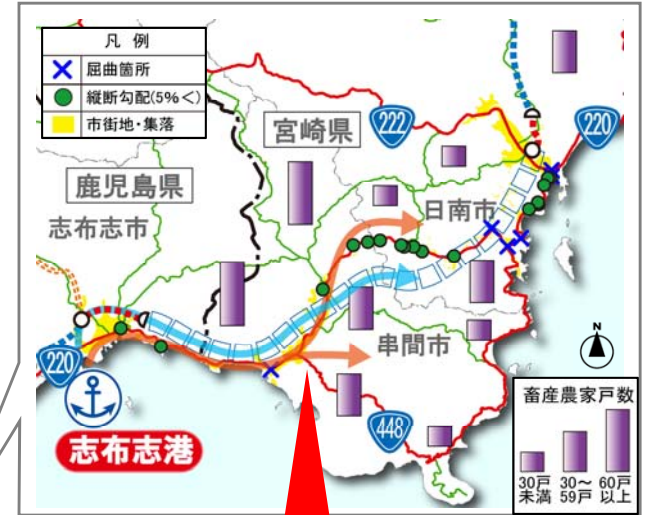 凡 例
屈曲箇所
縦断勾配(5%<)
市街地・集落
宮崎県
222
220
鹿児島県
志布志市
日南市
220
串間市
N
志布志港
448
畜産農家戸数
30戸 30～ 60戸
未満 59戸 以上